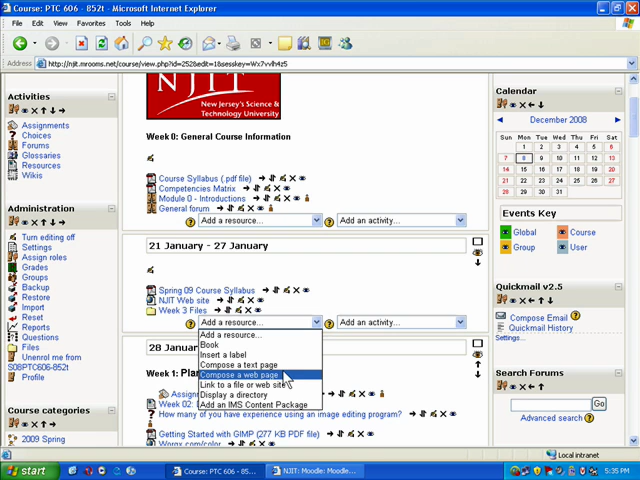 Course: PTC 606 - 852t - Microsoft Internet Explorer
File Edit View Favorites Tools Help
Back
Address http://njit.mrooms.net/course/view.php?id=252&edit=1&sesskey=Wx7vvlh4z5
Activities
Assignments
Choices
Forums
Glossaries
Resources
Wikis
Administration
Turn editing off
Settings
Assign roles
Grades
Groups
Backup
Restore
Import
Reset
Reports
Questions
Files
Unenrol me from
S08PTC606-852t
Profile
Course categories
2009 Spring
NJIT
New Jersey's Science &
Technology University
Week 0: General Course Information
Course Syllabus (.pdf file)
Competencies Matrix
Module 0 - Introductions
General forum
Add a resource... Add an activity...
21 January - 27 January
Spring 09 Course Syllabus
NJIT Web site
Week 3 Files
Add a resource... Add an activity...
Add a resource...
Book
Insert a label
Compose a text page
Compose a web page
Link to a file or web site
Display a directory
Add an IMS Content Package
28 Janua
Week 1: Pla
Assig
Week 02:
How many of you have experience using an image editing program?
Getting Started with GIMP (277 KB PDF file)
Calendar
December 2008
Sun Mon Tue Wed Thu Fri Sat
1 2 3 4 5 6
7 8 9 10 11 12 13
14 15 16 17 18 19 20
21 22 23 24 25 26 27
28 29 30 31
Events Key
Global Course
Group User
Quickmail v2.5
Compose Email
Quickmail History
Settings...
Search Forums
Go
Advanced search
Local intranet
start
Course: PTC 606 - 852...
NJIT: Moodle: Moodle...
5:35 PM